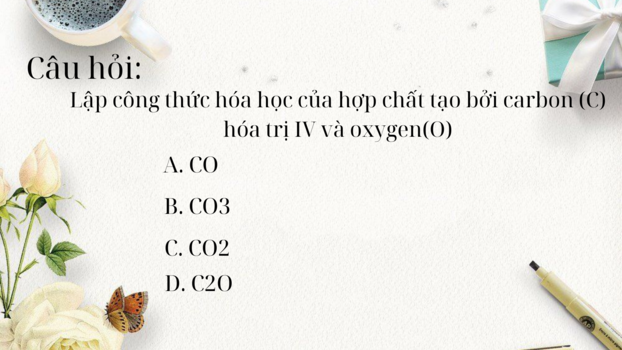 Câu hỏi:
Lập công thức hóa học của hợp chất tạo bởi carbon (C)
hóa trị IV và oxygen(O)
A. CO
B. CO3
C. CO2
D. C2O